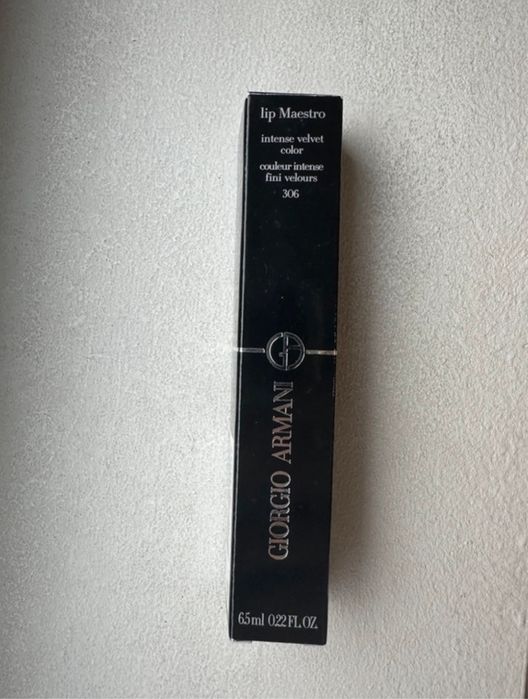 lip Maestro
intense velvet
color
couleur intense
fini velours
306
GIORGIO ARMANI
6.5 ml 0.22 FL.OZ.